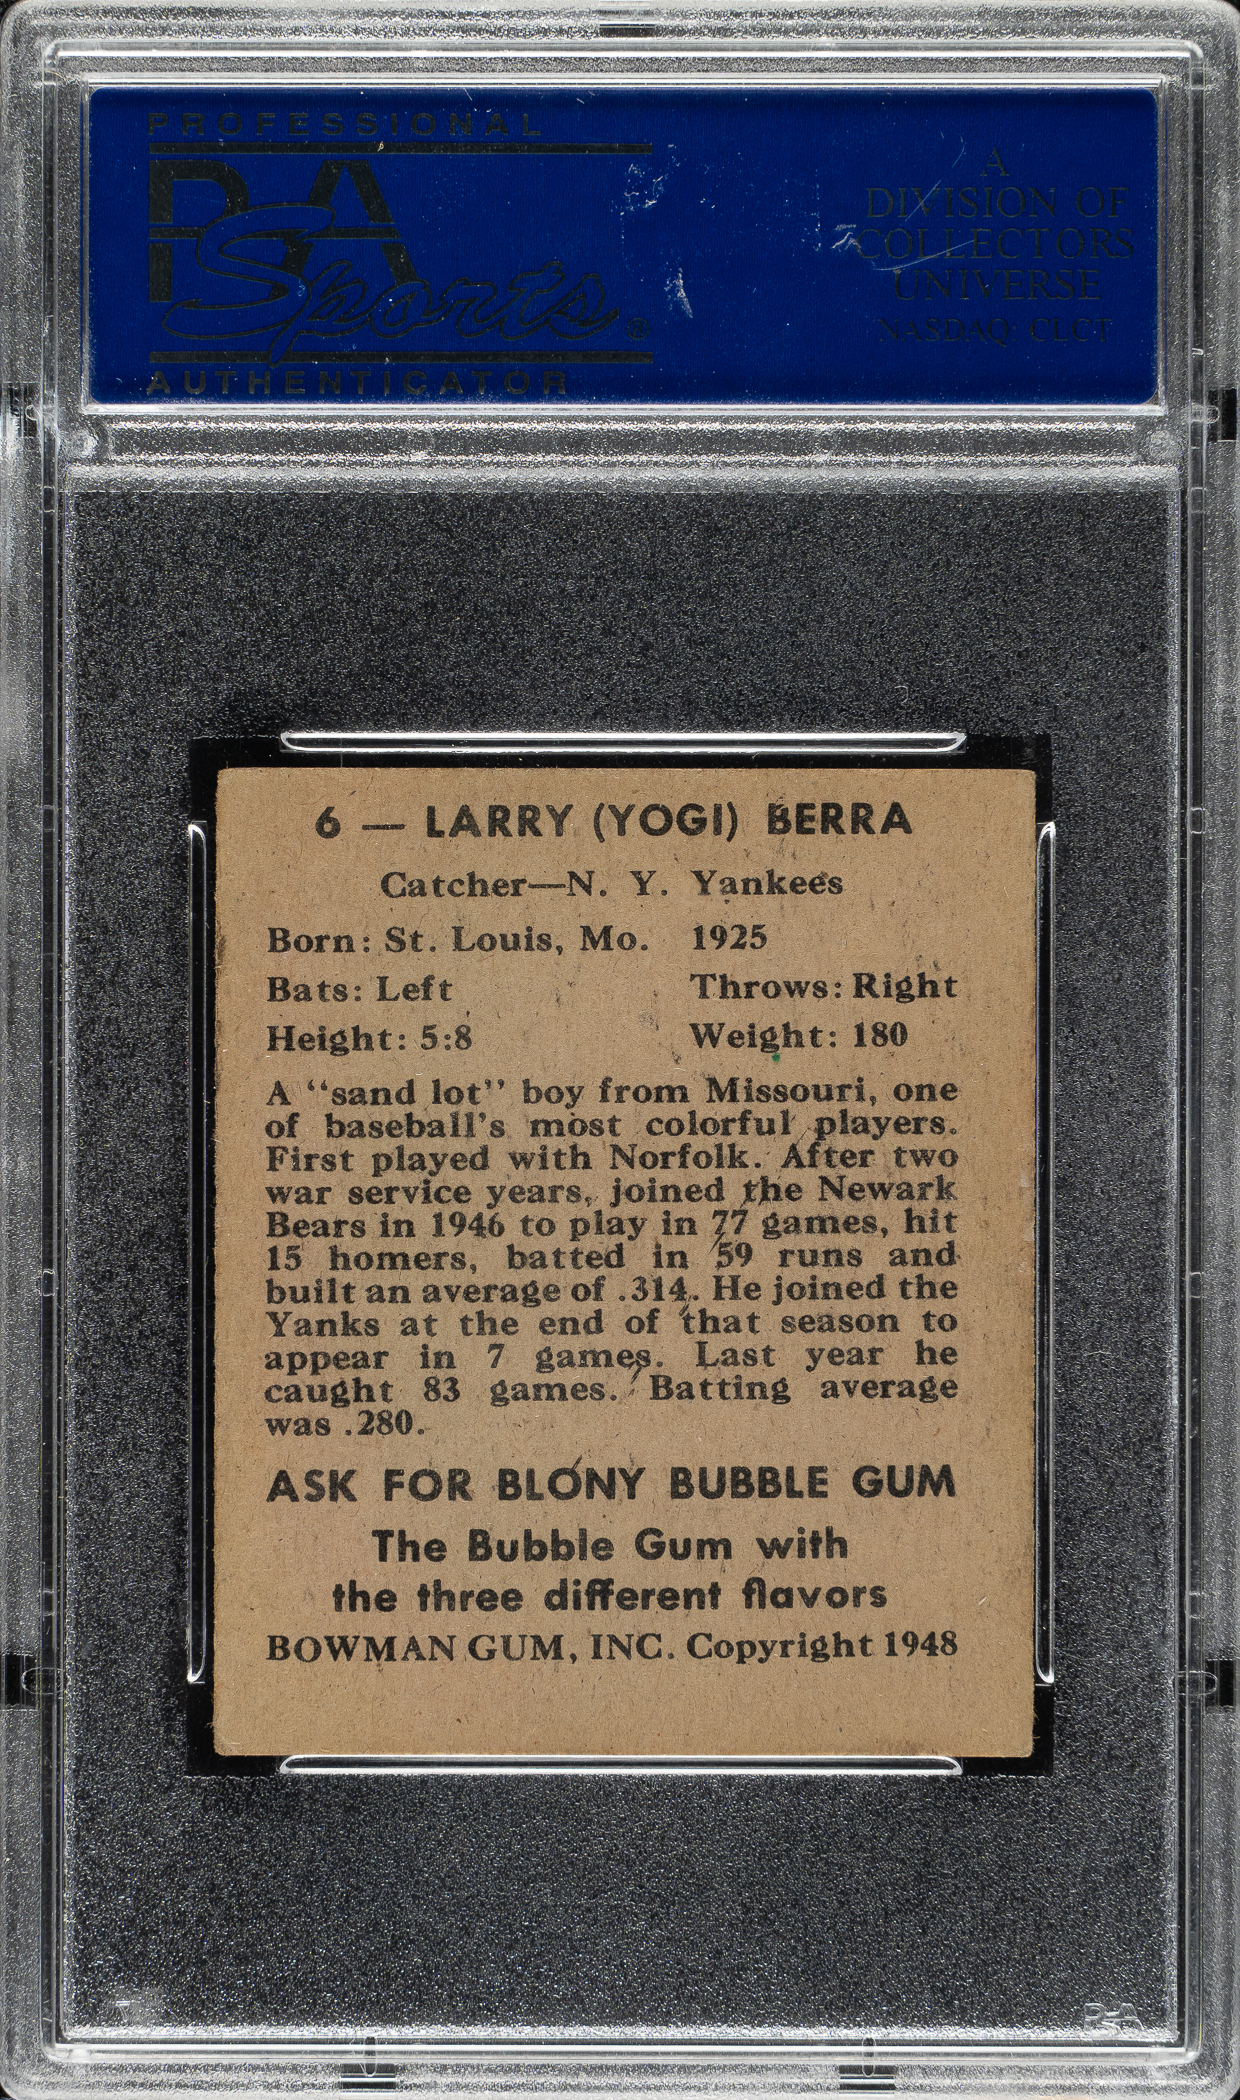 PROFESSIONAL
PSA
Sports®
AUTHENTICATOR
A
DIVISION OF
COLLECTORS
UNIVERSE
NASDAQ: CLCT
6 — LARRY (YOGI) BERRA
Catcher—N. Y. Yankees
Born: St. Louis, Mo. 1925
Bats: Left Throws: Right
Height: 5:8 Weight: 180
A “sand lot” boy from Missouri, one
of baseball's most colorful players.
First played with Norfolk. After two
war service years, joined the Newark
Bears in 1946 to play in 77 games, hit
15 homers, batted in 59 runs and
built an average of .314. He joined the
Yanks at the end of that season to
appear in 7 games. Last year he
caught 83 games. Batting average
was .280.
ASK FOR BLONY BUBBLE GUM
The Bubble Gum with
the three different flavors
BOWMAN GUM, INC. Copyright 1948
PSA